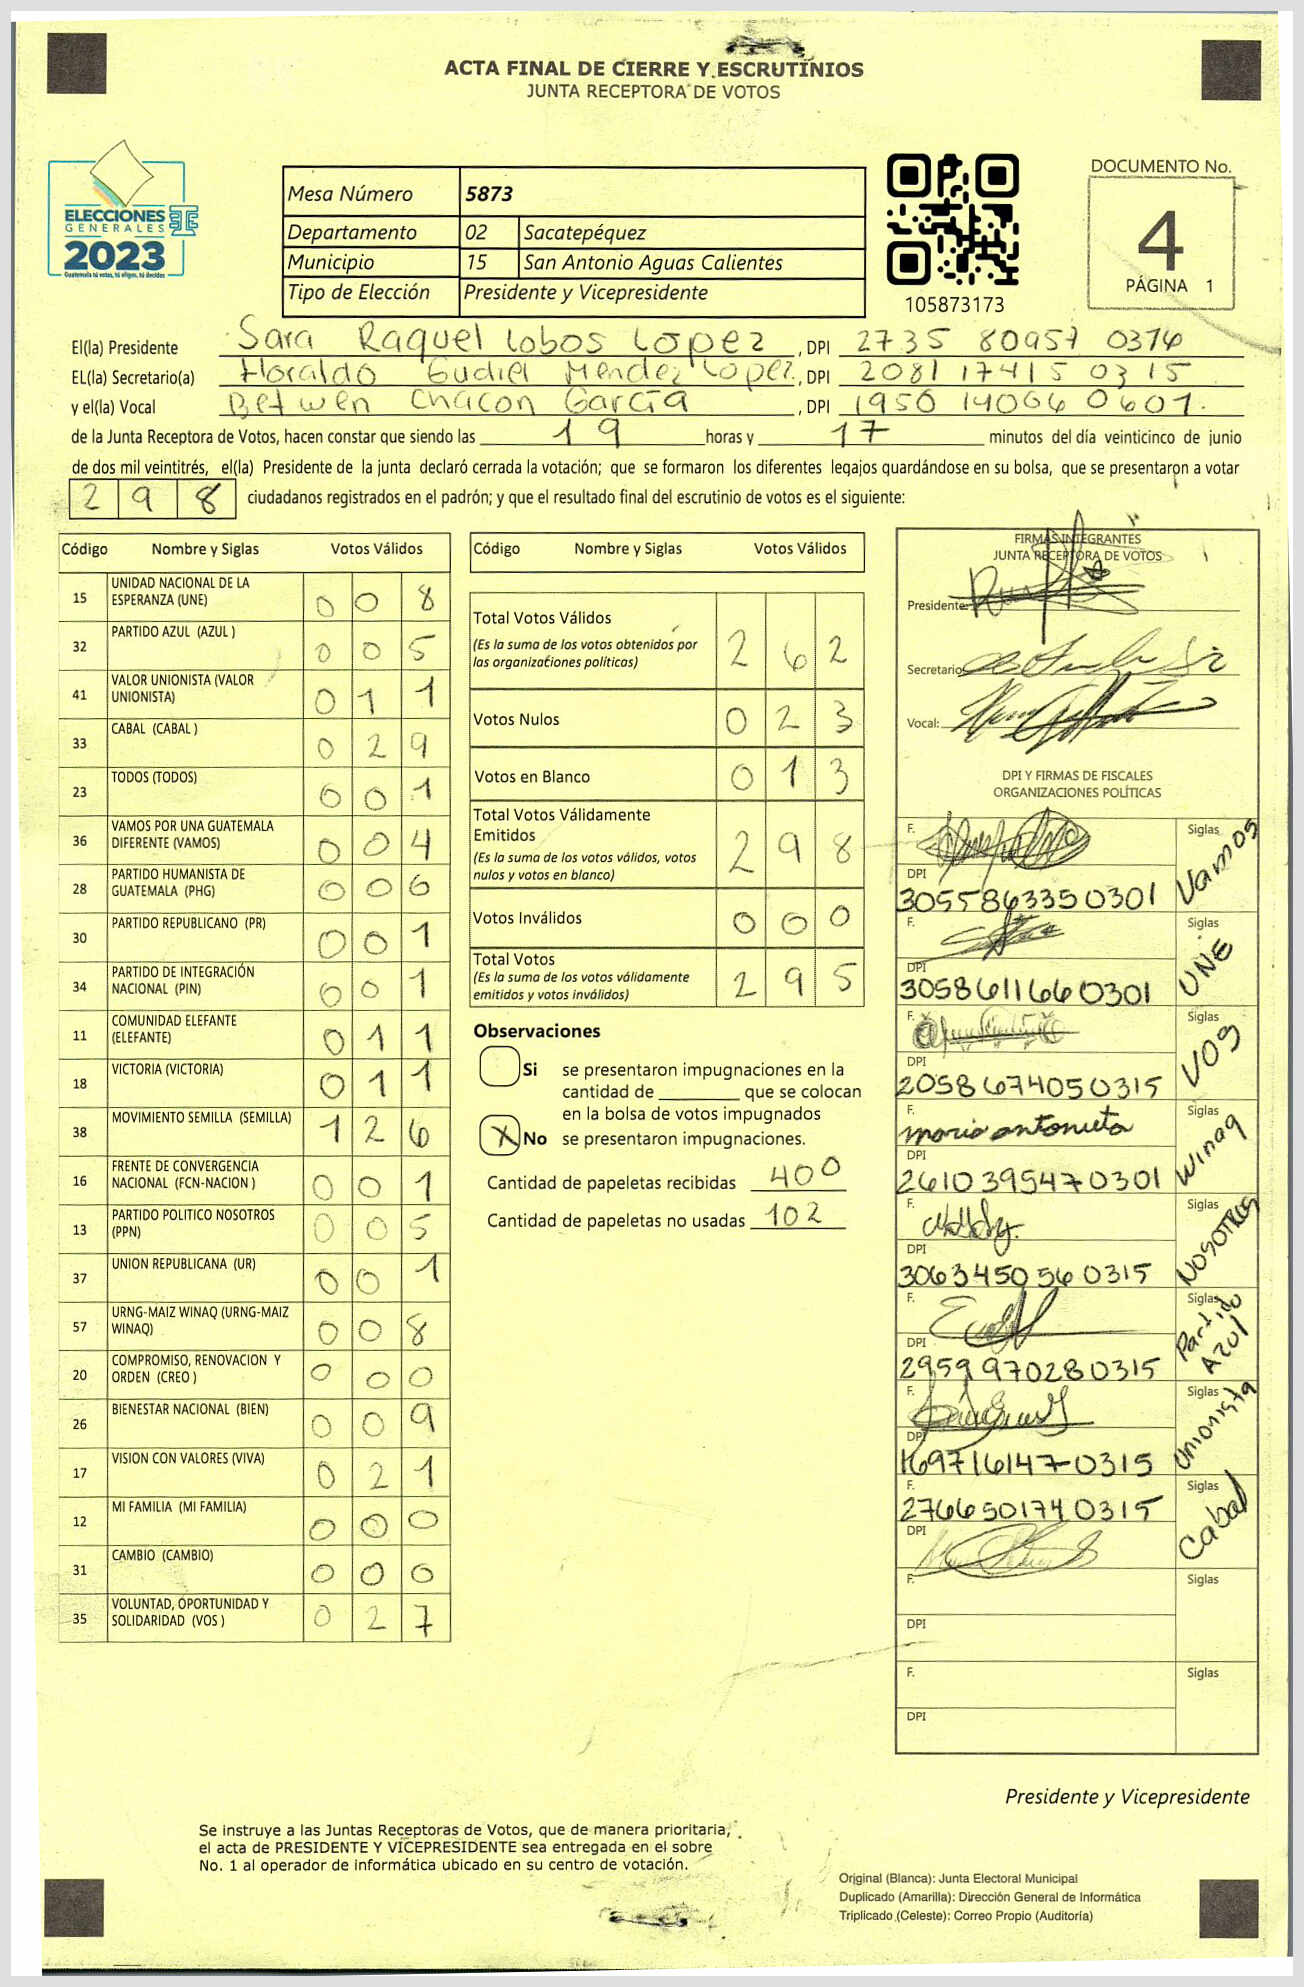 ACTA FINAL DE CIERRE Y ESCRUTINIOS
JUNTA RECEPTORA DE VOTOS
ELECCIONES
GENERALES
2023
Guatemala tú votas, tú eliges, tú decides
Mesa Número 5873
Departamento 02 Sacatepéquez
Municipio 15 San Antonio Aguas Calientes
Tipo de Elección Presidente y Vicepresidente
105873173
DOCUMENTO No.
4
PÁGINA 1
El(la) Presidente Sara Raquel Lobos Lopez, DPI 2735 80957 0376
EL(la) Secretario(a) Horaldo Gudiel Mendez Lopez, DPI 2081 17415 0315
y el(la) Vocal Betwen Chacon García, DPI 1950 14006 0607.
de la Junta Receptora de Votos, hacen constar que siendo las 19 horas y 17 minutos del día veinticinco de junio
de dos mil veintitrés, el(la) Presidente de la junta declaró cerrada la votación; que se formaron los diferentes legajos guardándose en su bolsa, que se presentaron a votar
298 ciudadanos registrados en el padrón; y que el resultado final del escrutinio de votos es el siguiente:
Código Nombre y Siglas Votos Válidos
15 UNIDAD NACIONAL DE LA ESPERANZA (UNE) 0 0 8
32 PARTIDO AZUL (AZUL ) 0 0 5
41 VALOR UNIONISTA (VALOR UNIONISTA) 0 1 1
33 CABAL (CABAL ) 0 2 9
23 TODOS (TODOS) 0 0 1
36 VAMOS POR UNA GUATEMALA DIFERENTE (VAMOS) 0 0 4
28 PARTIDO HUMANISTA DE GUATEMALA (PHG) 0 0 6
30 PARTIDO REPUBLICANO (PR) 0 0 1
34 PARTIDO DE INTEGRACIÓN NACIONAL (PIN) 0 0 1
11 COMUNIDAD ELEFANTE (ELEFANTE) 0 1 1
18 VICTORIA (VICTORIA) 0 1 1
38 MOVIMIENTO SEMILLA (SEMILLA) 1 2 6
16 FRENTE DE CONVERGENCIA NACIONAL (FCN-NACION ) 0 0 1
13 PARTIDO POLITICO NOSOTROS (PPN) 0 0 5
37 UNION REPUBLICANA (UR) 0 0 1
57 URNG-MAIZ WINAQ (URNG-MAIZ WINAQ) 0 0 8
20 COMPROMISO, RENOVACION Y ORDEN (CREO ) 0 0 0
26 BIENESTAR NACIONAL (BIEN) 0 0 9
17 VISION CON VALORES (VIVA) 0 2 1
12 MI FAMILIA (MI FAMILIA) 0 0 0
31 CAMBIO (CAMBIO) 0 0 0
35 VOLUNTAD, OPORTUNIDAD Y SOLIDARIDAD (VOS ) 0 2 7
Código Nombre y Siglas Votos Válidos
Total Votos Válidos
(Es la suma de los votos obtenidos por
las organizaciones políticas) 2 6 2
Votos Nulos 0 2 3
Votos en Blanco 0 1 3
Total Votos Válidamente
Emitidos
(Es la suma de los votos válidos, votos
nulos y votos en blanco) 2 9 8
Votos Inválidos 0 0 0
Total Votos
(Es la suma de los votos válidamente
emitidos y votos inválidos) 2 9 5
Observaciones
Si se presentaron impugnaciones en la
cantidad de ________ que se colocan
en la bolsa de votos impugnados
X No se presentaron impugnaciones.
Cantidad de papeletas recibidas 400
Cantidad de papeletas no usadas 102
FIRMAS INTEGRANTES
JUNTA RECEPTORA DE VOTOS
Presidente:
Secretario
Vocal:
DPI Y FIRMAS DE FISCALES
ORGANIZACIONES POLÍTICAS
F. Siglas Vamos
DPI
3055863350301
F. Siglas UNE
DPI
3058611660301
F. Siglas VOS
DPI
2058674050315
F. maria antonieta Siglas Winaq
DPI
2610395470301
F. Siglas NOSOTROS
DPI
3063450560315
F. Siglas Partido Azul
DPI
2959970280315
F. Siglas Unionista
DPI
1697161470315
F. Siglas Cabal
2766501740315
DPI
F. Siglas
DPI
F. Siglas
DPI
Presidente y Vicepresidente
Se instruye a las Juntas Receptoras de Votos, que de manera prioritaria,
el acta de PRESIDENTE Y VICEPRESIDENTE sea entregada en el sobre
No. 1 al operador de informática ubicado en su centro de votación.
Original (Blanca): Junta Electoral Municipal
Duplicado (Amarilla): Dirección General de Informática
Triplicado (Celeste): Correo Propio (Auditoría)